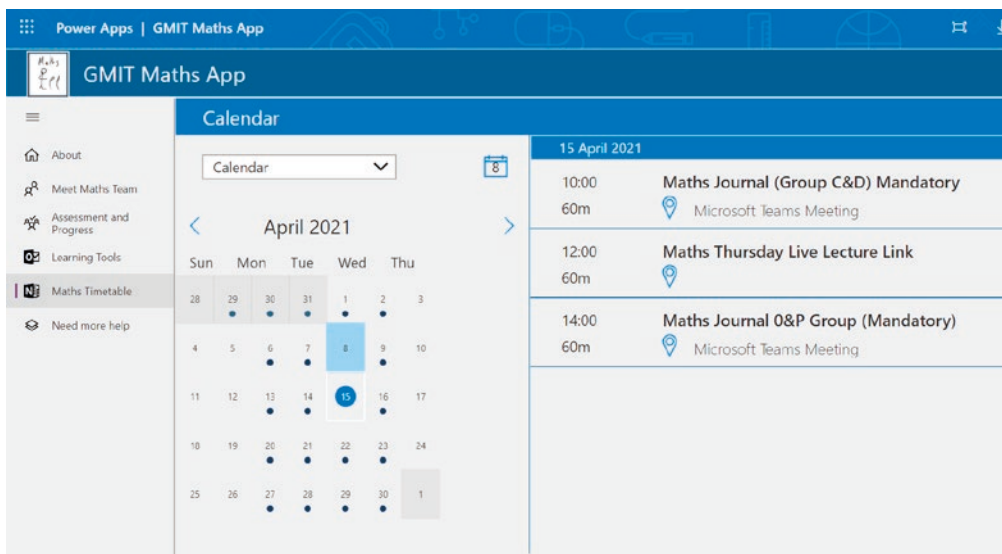 Power Apps | GMIT Maths App
Maths
GMIT Maths App
Calendar
About
Meet Maths Team
Assessment and
Progress
Learning Tools
Maths Timetable
Need more help
Calendar
8
April 2021
Sun Mon Tue Wed Thu
28 29 30 31 1 2 3
4 5 6 7 8 9 10
11 12 13 14 15 16 17
18 19 20 21 22 23 24
25 26 27 28 29 30 1
15 April 2021
10:00 Maths Journal (Group C&D) Mandatory
60m Microsoft Teams Meeting
12:00 Maths Thursday Live Lecture Link
60m
14:00 Maths Journal 0&P Group (Mandatory)
60m Microsoft Teams Meeting